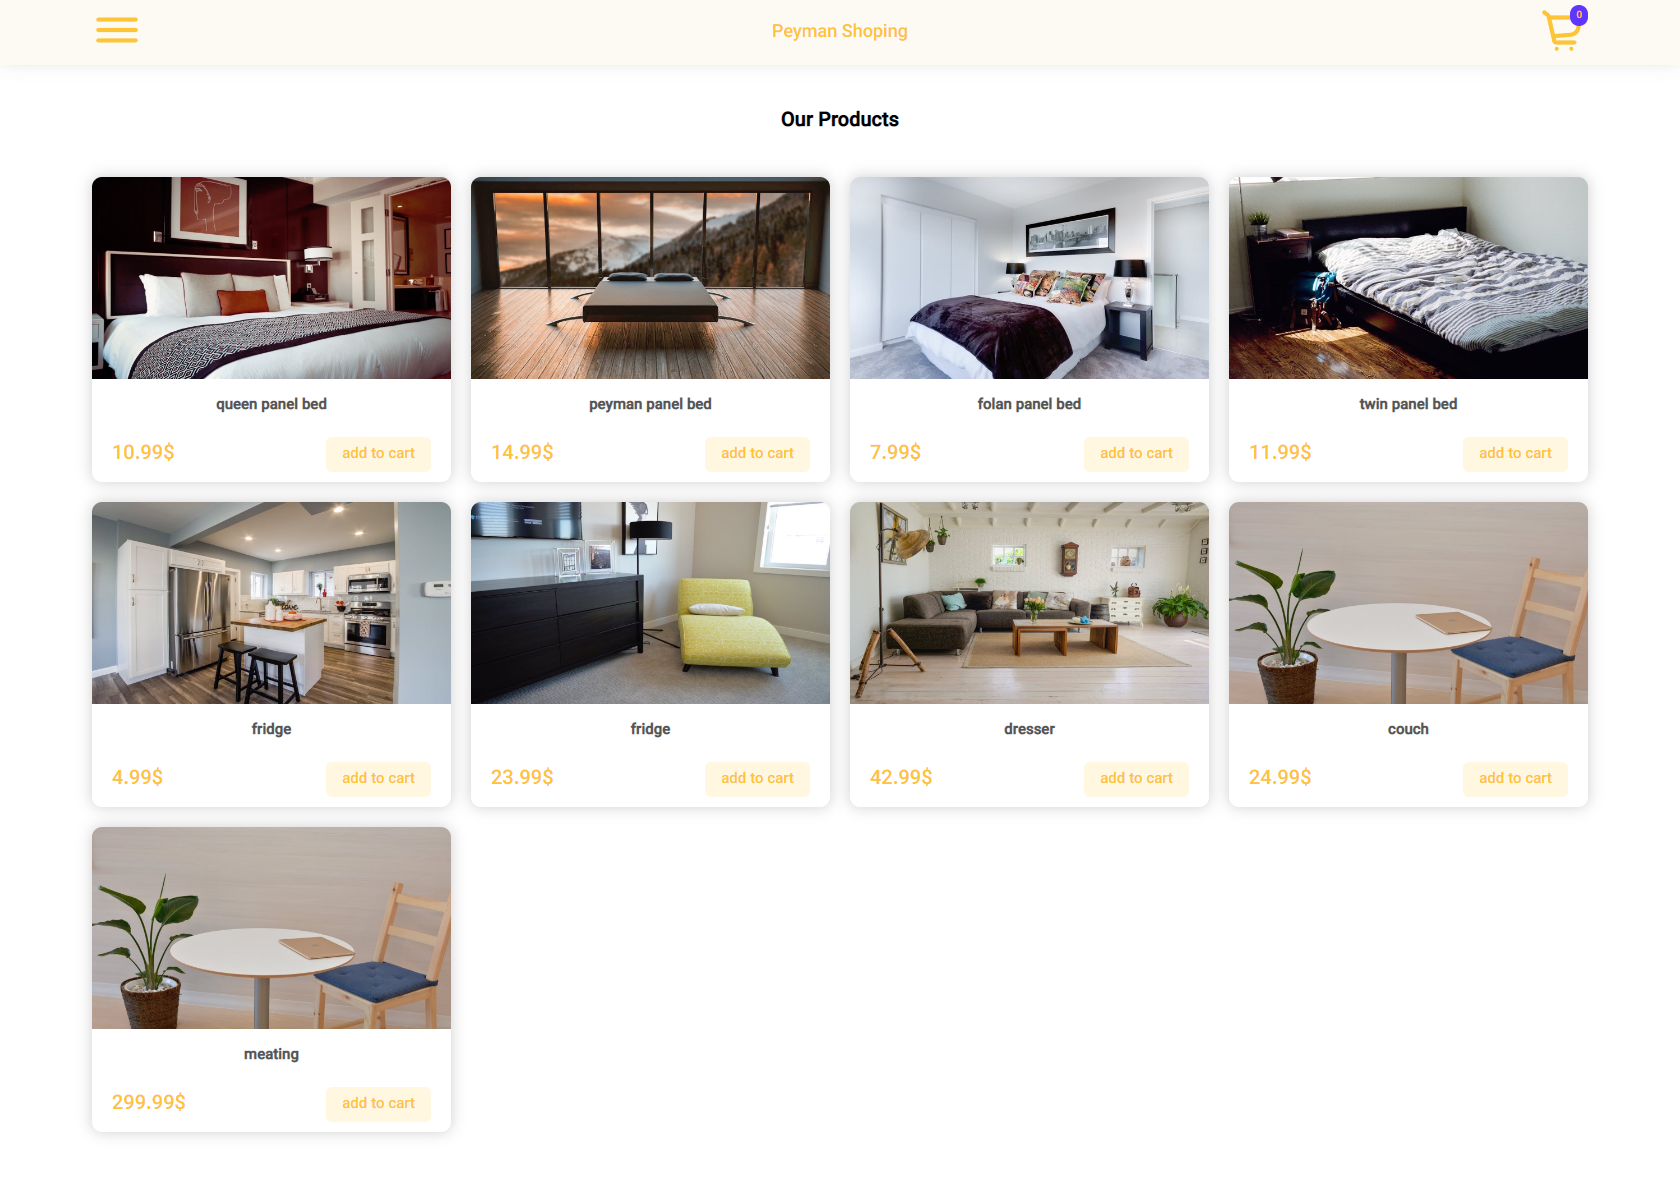 Peyman Shoping
0
Our Products
queen panel bed
10.99$ add to cart
peyman panel bed
14.99$ add to cart
folan panel bed
7.99$ add to cart
twin panel bed
11.99$ add to cart
fridge
4.99$ add to cart
fridge
23.99$ add to cart
dresser
42.99$ add to cart
couch
24.99$ add to cart
meating
299.99$ add to cart